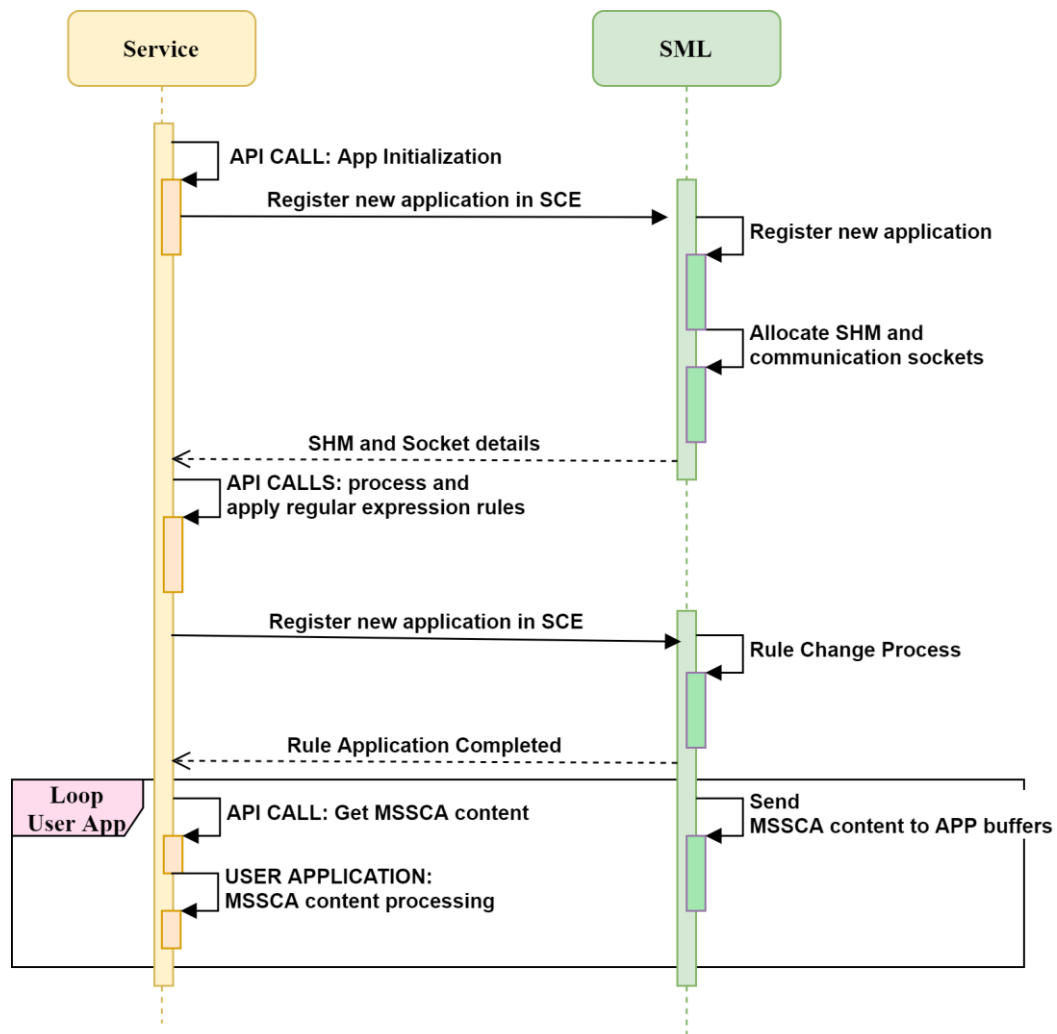 Service
SML
API CALL: App Initialization
Register new application in SCE
Register new application
Allocate SHM and
communication sockets
SHM and Socket details
API CALLS: process and
apply regular expression rules
Register new application in SCE
Rule Change Process
Rule Application Completed
Loop
User App
API CALL: Get MSSCA content
Send
MSSCA content to APP buffers
USER APPLICATION:
MSSCA content processing